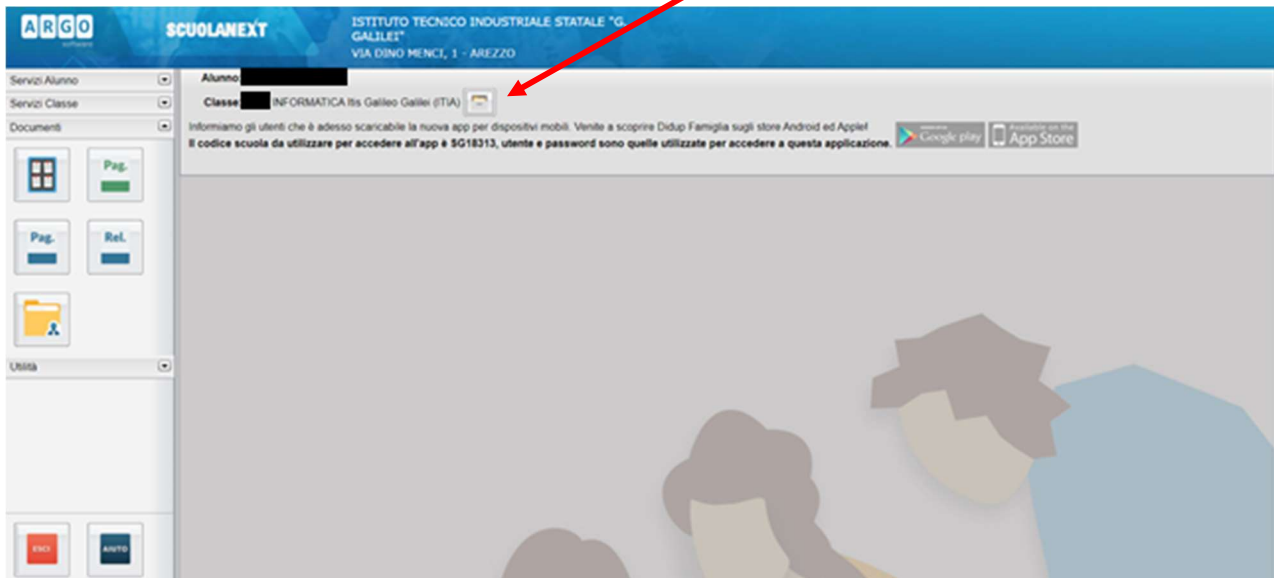 ARGO
software
SCUOLANEXT
ISTITUTO TECNICO INDUSTRIALE STATALE "G.
GALILEI"
VIA DINO MENCI, 1 - AREZZO
Servizi Alunno
Servizi Classe
Documenti
Pag.
Pag.
Rel.
Utilità
ESCI
AIUTO
Alunno:
Classe: INFORMATICA Itis Galileo Galilei (ITIA)
Informiamo gli utenti che è adesso scaricabile la nuova app per dispositivi mobili. Venite a scoprire Didup Famiglia sugli store Android ed Apple!
Il codice scuola da utilizzare per accedere all'app è SG18313, utente e password sono quelle utilizzate per accedere a questa applicazione.
Google play
Available on the
App Store